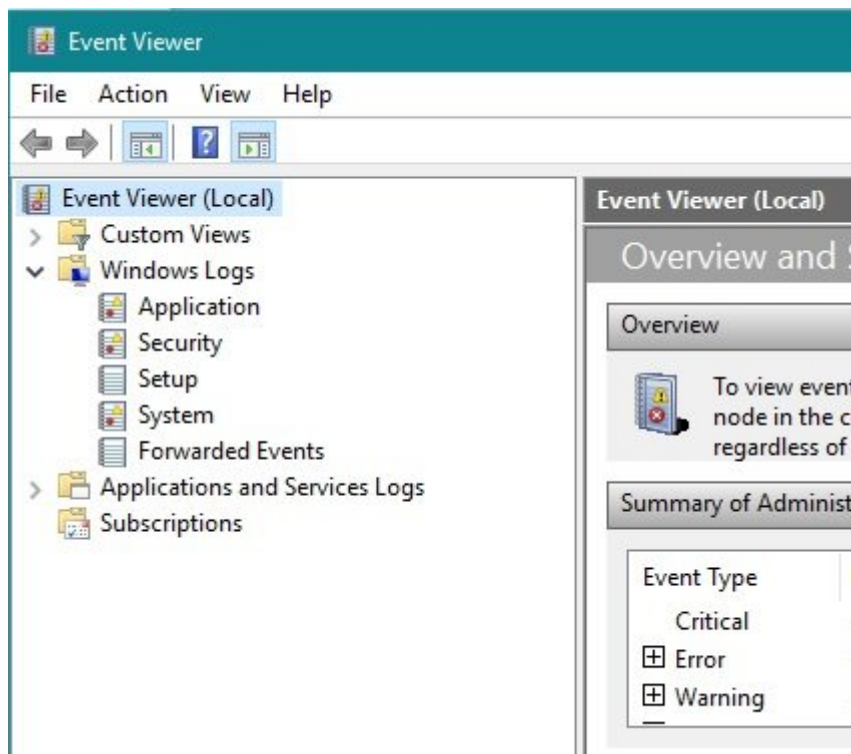 Event Viewer
File Action View Help
Event Viewer (Local)
Custom Views
Windows Logs
Application
Security
Setup
System
Forwarded Events
Applications and Services Logs
Subscriptions
Event Viewer (Local)
Overview and
Overview
To view event
node in the
regardless of
Summary of Administ
Event Type
Critical
Error
Warning